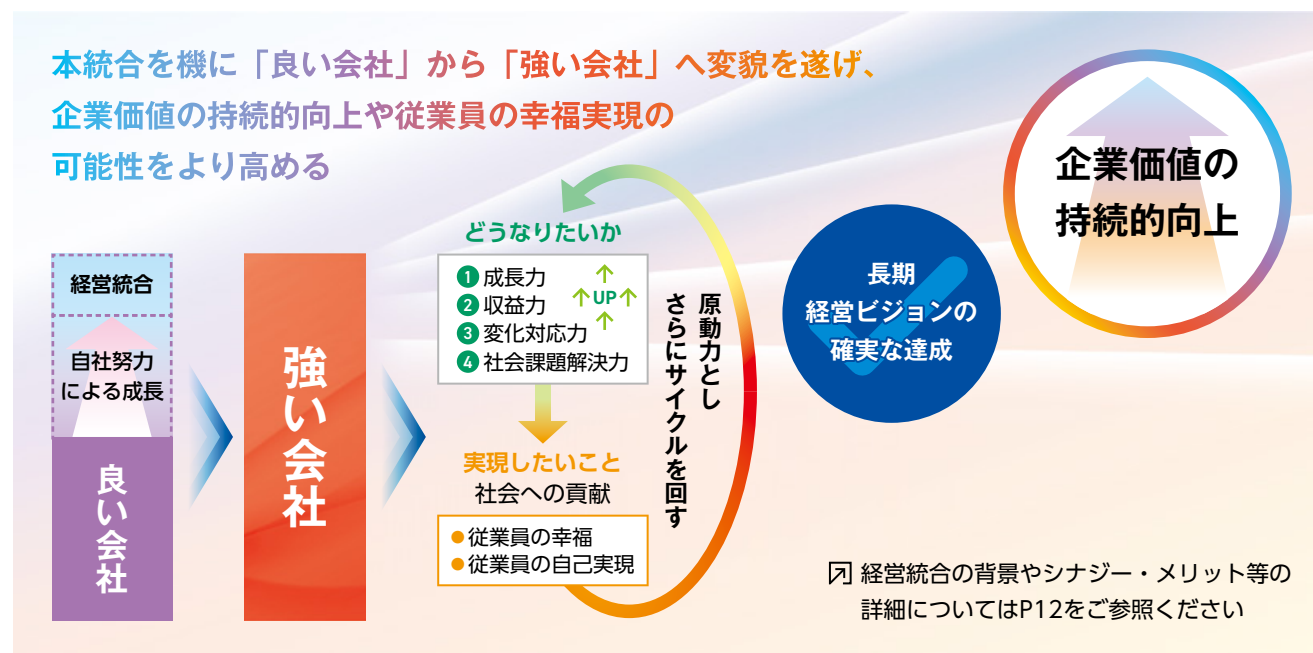 本統合を機に「良い会社」から「強い会社」へ変貌を遂げ、
企業価値の持続的向上や従業員の幸福実現の
可能性をより高める
経営統合
自社努力
による成長
良い会社
強い会社
どうなりたいか
1 成長力
2 収益力
3 変化対応力
4 社会課題解決力
UP
実現したいこと
社会への貢献
●従業員の幸福
●従業員の自己実現
原動力とし
さらにサイクルを回す
長期
経営ビジョンの
確実な達成
企業価値の
持続的向上
経営統合の背景やシナジー・メリット等の
詳細についてはP12をご参照ください